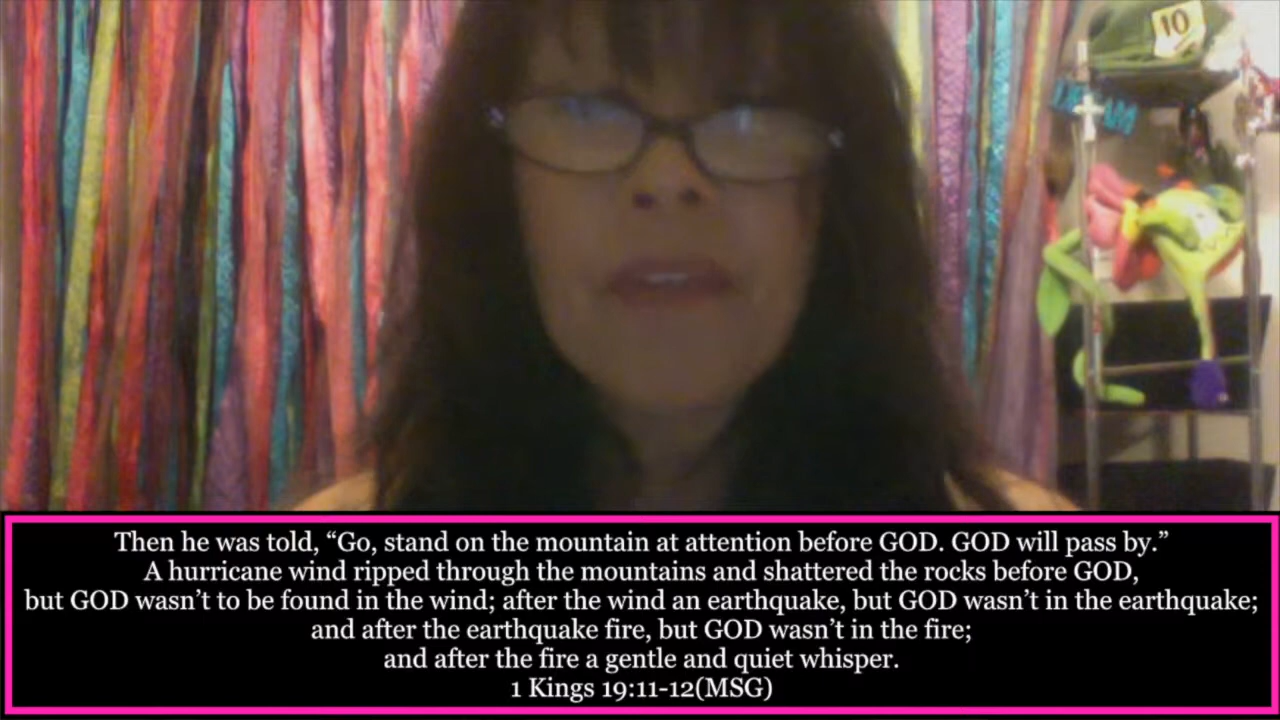 10
Then he was told, “Go, stand on the mountain at attention before GOD. GOD will pass by.”
A hurricane wind ripped through the mountains and shattered the rocks before GOD,
but GOD wasn’t to be found in the wind; after the wind an earthquake, but GOD wasn’t in the earthquake;
and after the earthquake fire, but GOD wasn’t in the fire;
and after the fire a gentle and quiet whisper.
1 Kings 19:11-12(MSG)